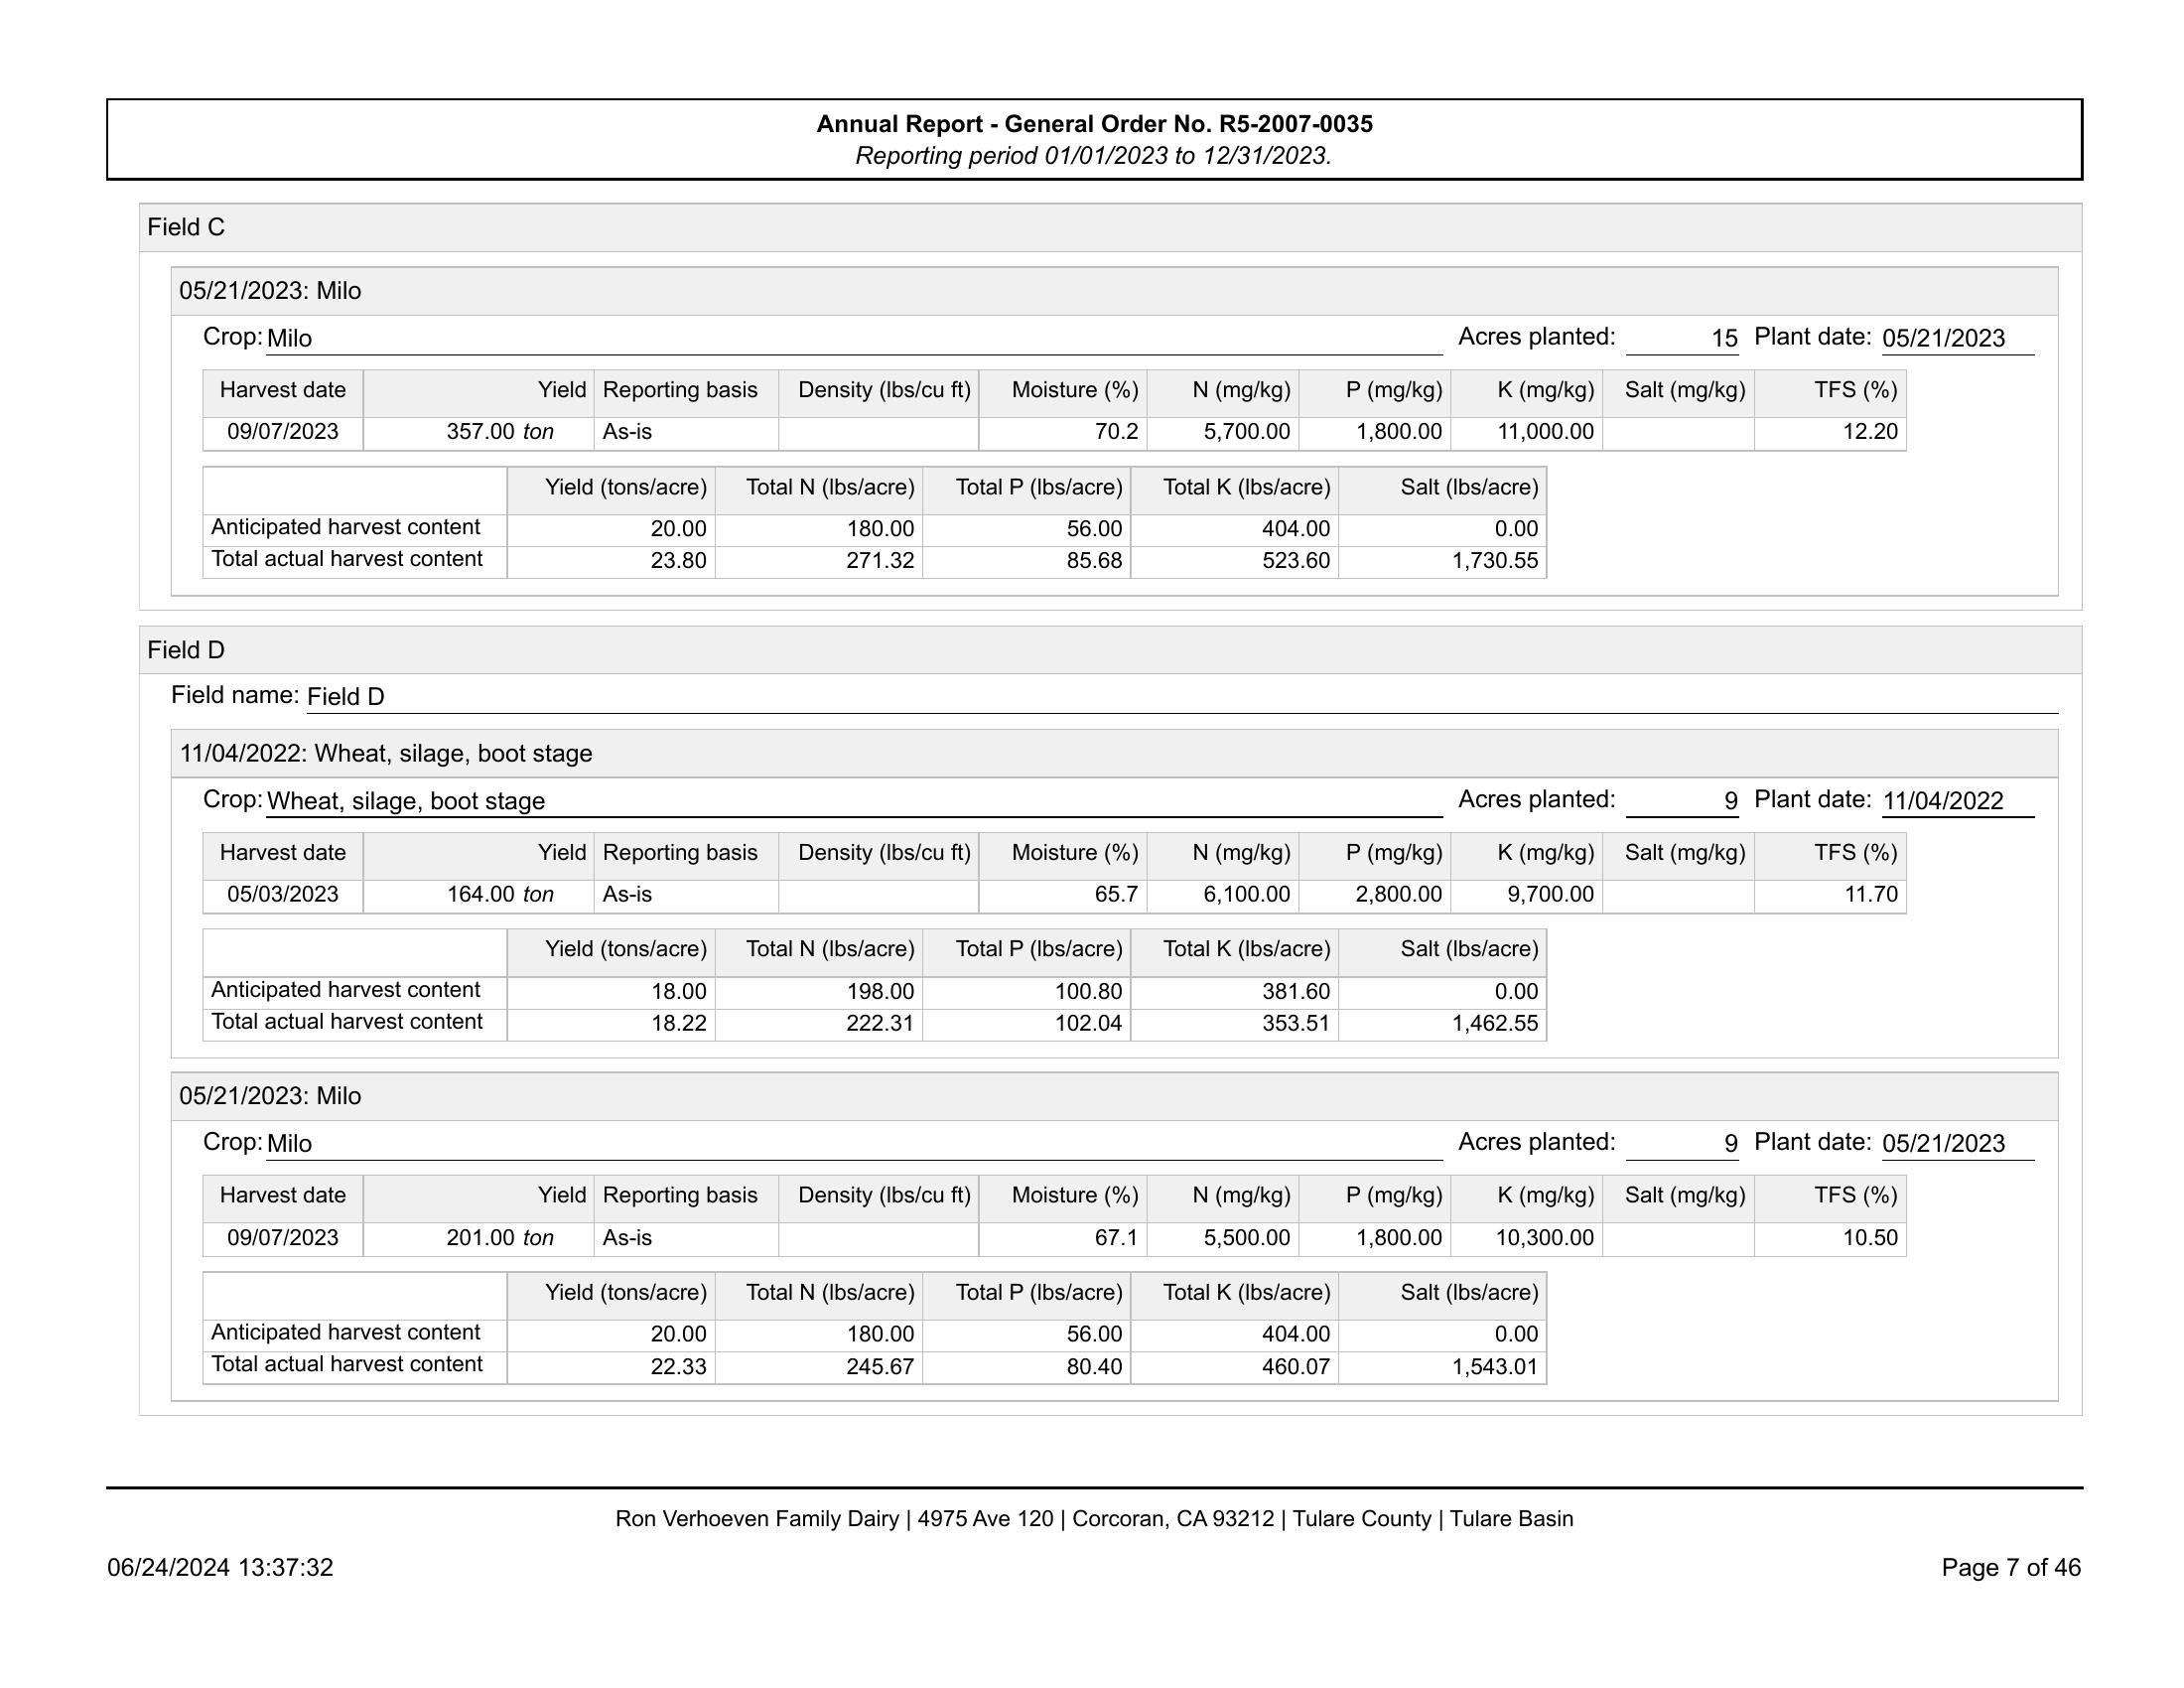 Annual Report - General Order No. R5-2007-0035
Reporting period 01/01/2023 to 12/31/2023.
Field C
05/21/2023: Milo
Crop: Milo Acres planted: 15 Plant date: 05/21/2023
Harvest date Yield Reporting basis Density (lbs/cu ft) Moisture (%) N (mg/kg) P (mg/kg) K (mg/kg) Salt (mg/kg) TFS (%)
09/07/2023 357.00 ton As-is 70.2 5,700.00 1,800.00 11,000.00 12.20
Yield (tons/acre) Total N (lbs/acre) Total P (lbs/acre) Total K (lbs/acre) Salt (lbs/acre)
Anticipated harvest content 20.00 180.00 56.00 404.00 0.00
Total actual harvest content 23.80 271.32 85.68 523.60 1,730.55
Field D
Field name: Field D
11/04/2022: Wheat, silage, boot stage
Crop: Wheat, silage, boot stage Acres planted: 9 Plant date: 11/04/2022
Harvest date Yield Reporting basis Density (lbs/cu ft) Moisture (%) N (mg/kg) P (mg/kg) K (mg/kg) Salt (mg/kg) TFS (%)
05/03/2023 164.00 ton As-is 65.7 6,100.00 2,800.00 9,700.00 11.70
Yield (tons/acre) Total N (lbs/acre) Total P (lbs/acre) Total K (lbs/acre) Salt (lbs/acre)
Anticipated harvest content 18.00 198.00 100.80 381.60 0.00
Total actual harvest content 18.22 222.31 102.04 353.51 1,462.55
05/21/2023: Milo
Crop: Milo Acres planted: 9 Plant date: 05/21/2023
Harvest date Yield Reporting basis Density (lbs/cu ft) Moisture (%) N (mg/kg) P (mg/kg) K (mg/kg) Salt (mg/kg) TFS (%)
09/07/2023 201.00 ton As-is 67.1 5,500.00 1,800.00 10,300.00 10.50
Yield (tons/acre) Total N (lbs/acre) Total P (lbs/acre) Total K (lbs/acre) Salt (lbs/acre)
Anticipated harvest content 20.00 180.00 56.00 404.00 0.00
Total actual harvest content 22.33 245.67 80.40 460.07 1,543.01
Ron Verhoeven Family Dairy | 4975 Ave 120 | Corcoran, CA 93212 | Tulare County | Tulare Basin
06/24/2024 13:37:32 Page 7 of 46